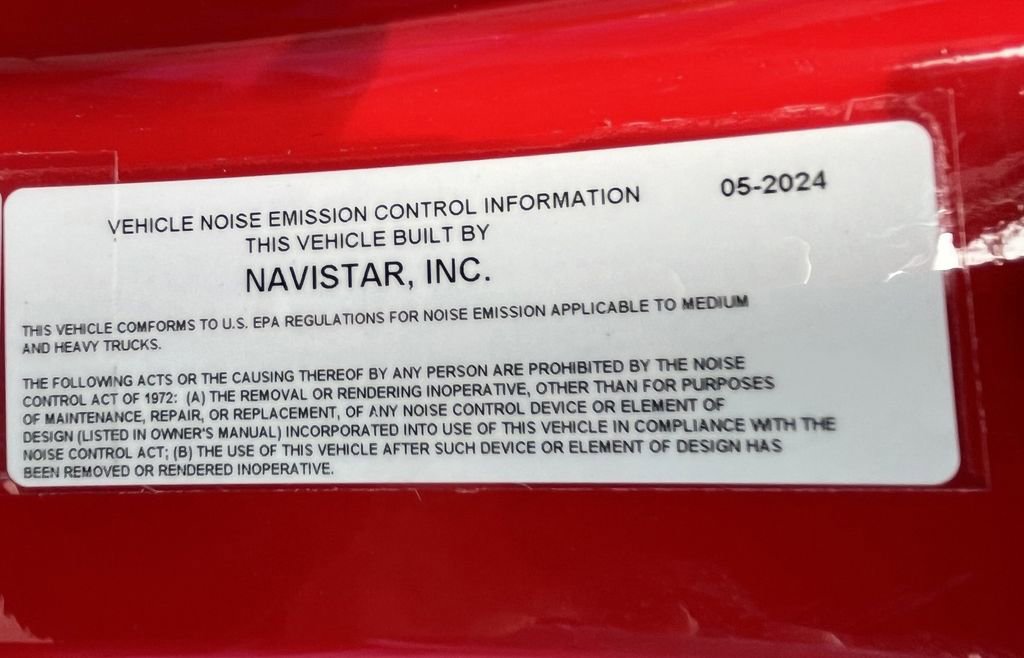 VEHICLE NOISE EMISSION CONTROL INFORMATION 05-2024
THIS VEHICLE BUILT BY
NAVISTAR, INC.
THIS VEHICLE COMFORMS TO U.S. EPA REGULATIONS FOR NOISE EMISSION APPLICABLE TO MEDIUM
AND HEAVY TRUCKS.
THE FOLLOWING ACTS OR THE CAUSING THEREOF BY ANY PERSON ARE PROHIBITED BY THE NOISE
CONTROL ACT OF 1972: (A) THE REMOVAL OR RENDERING INOPERATIVE, OTHER THAN FOR PURPOSES
OF MAINTENANCE, REPAIR, OR REPLACEMENT, OF ANY NOISE CONTROL DEVICE OR ELEMENT OF
DESIGN (LISTED IN OWNER'S MANUAL) INCORPORATED INTO USE OF THIS VEHICLE IN COMPLIANCE WITH THE
NOISE CONTROL ACT; (B) THE USE OF THIS VEHICLE AFTER SUCH DEVICE OR ELEMENT OF DESIGN HAS
BEEN REMOVED OR RENDERED INOPERATIVE.